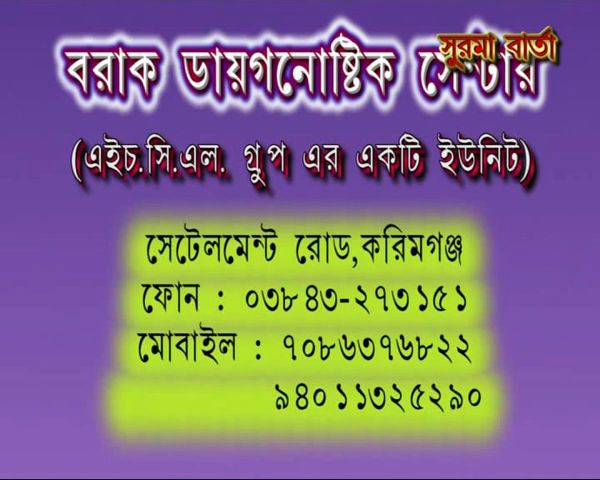 সুরমা বার্তা
বরাক ডায়গনোষ্টিক সেন্টার
(এইচ.সি.এল. গ্রুপ এর একটি ইউনিট)
সেটেলমেন্ট রোড,করিমগঞ্জ
ফোন : ০৩৮৪৩-২৭৩১৫১
মোবাইল : ৭০৮৬৩৭৬৮২২
৯৪০১১৩২৫২৯০